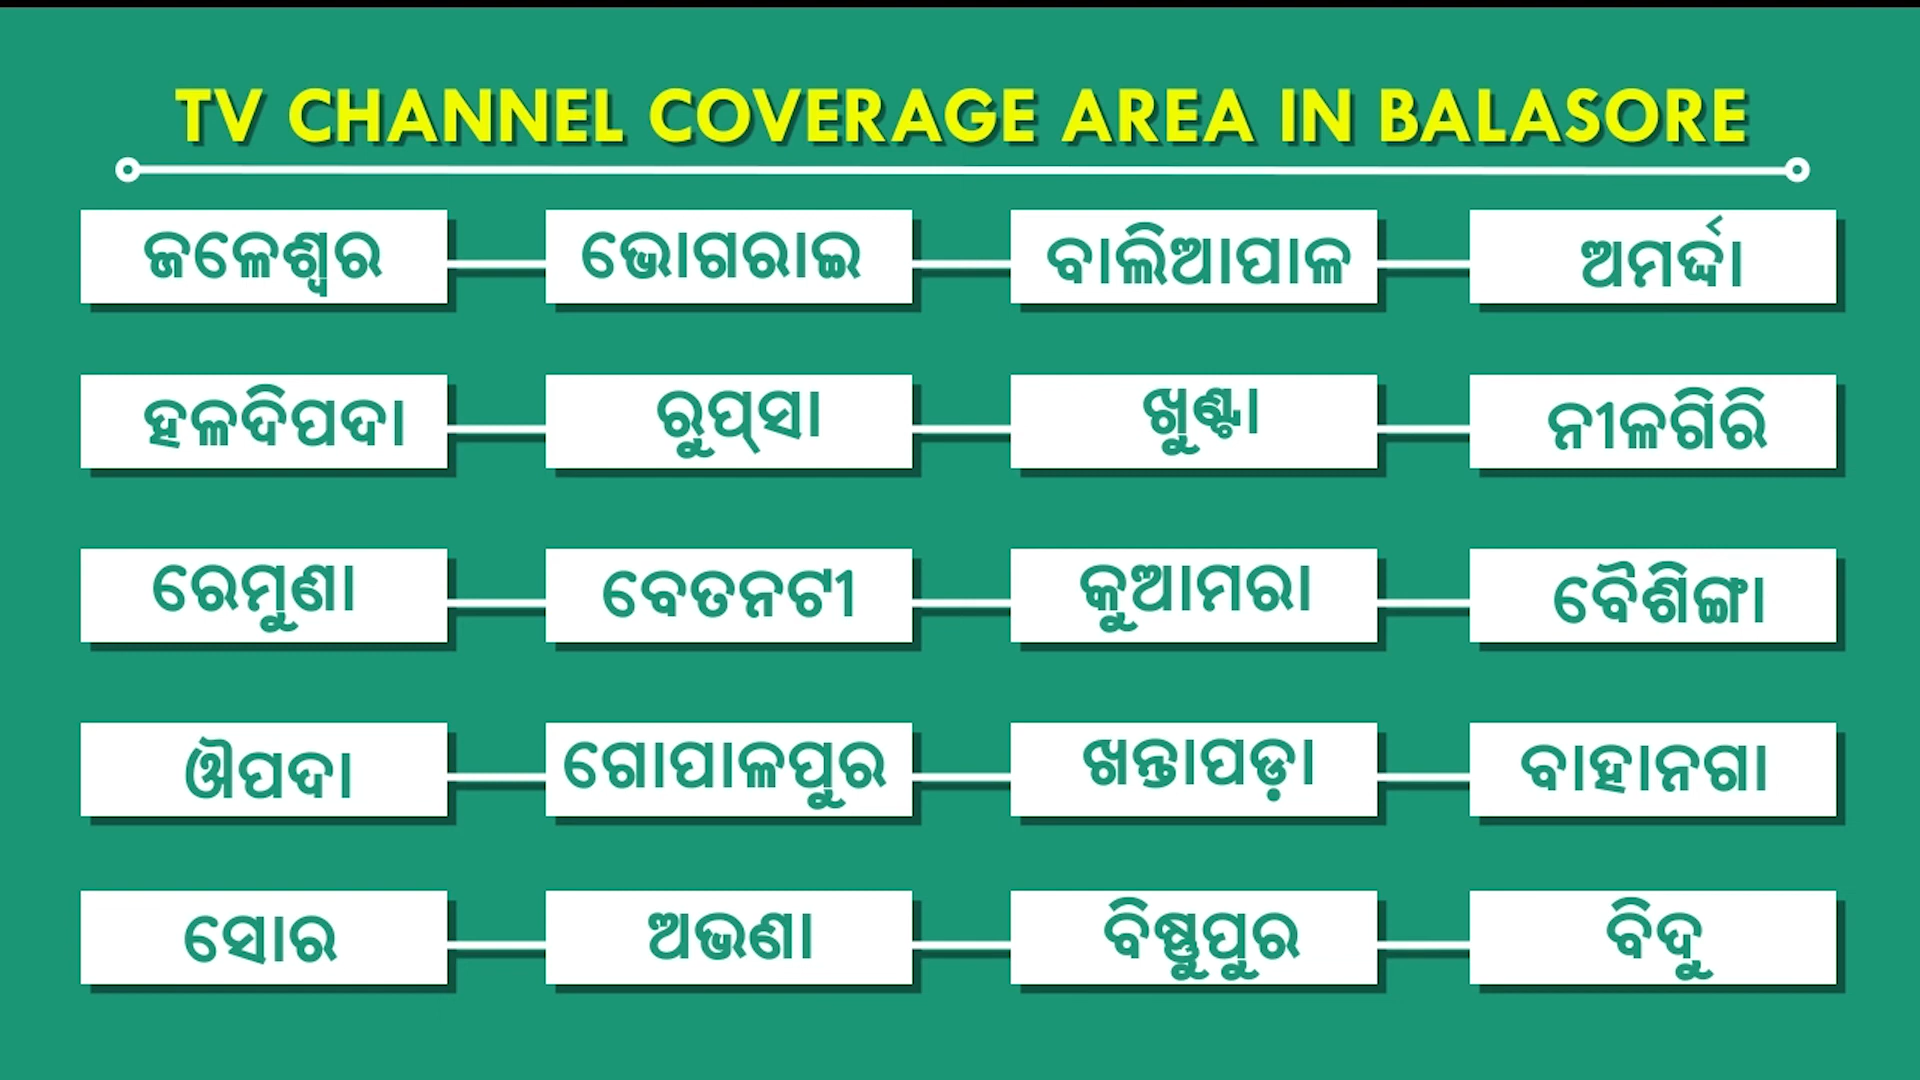 TV CHANNEL COVERAGE AREA IN BALASORE
ଜଳେଶ୍ୱର ଭୋଗରାଇ ବାଲିଆପାଳ ଅମର୍ଦ୍ଦା
ହଳଦିପଦା ରୁପ୍‌ସା ଖୁଣ୍ଟା ନୀଳଗିରି
ରେମୁଣା ବେତନଟୀ କୁଆମରା ବୈଶିଙ୍ଗା
ଔପଦା ଗୋପାଳପୁର ଖନ୍ତାପଡ଼ା ବାହାନଗା
ସୋର ଅଭଣା ବିଷ୍ଣୁପୁର ବିଦୁ